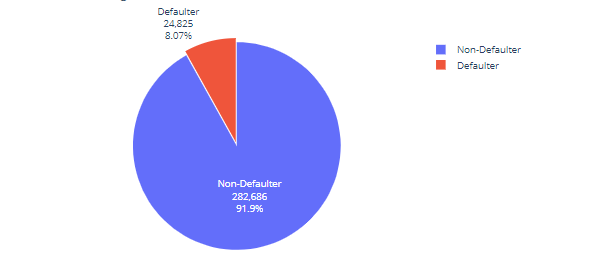 Defaulter
24,825
8.07%
Non-Defaulter
Defaulter
Non-Defaulter
282,686
91.9%